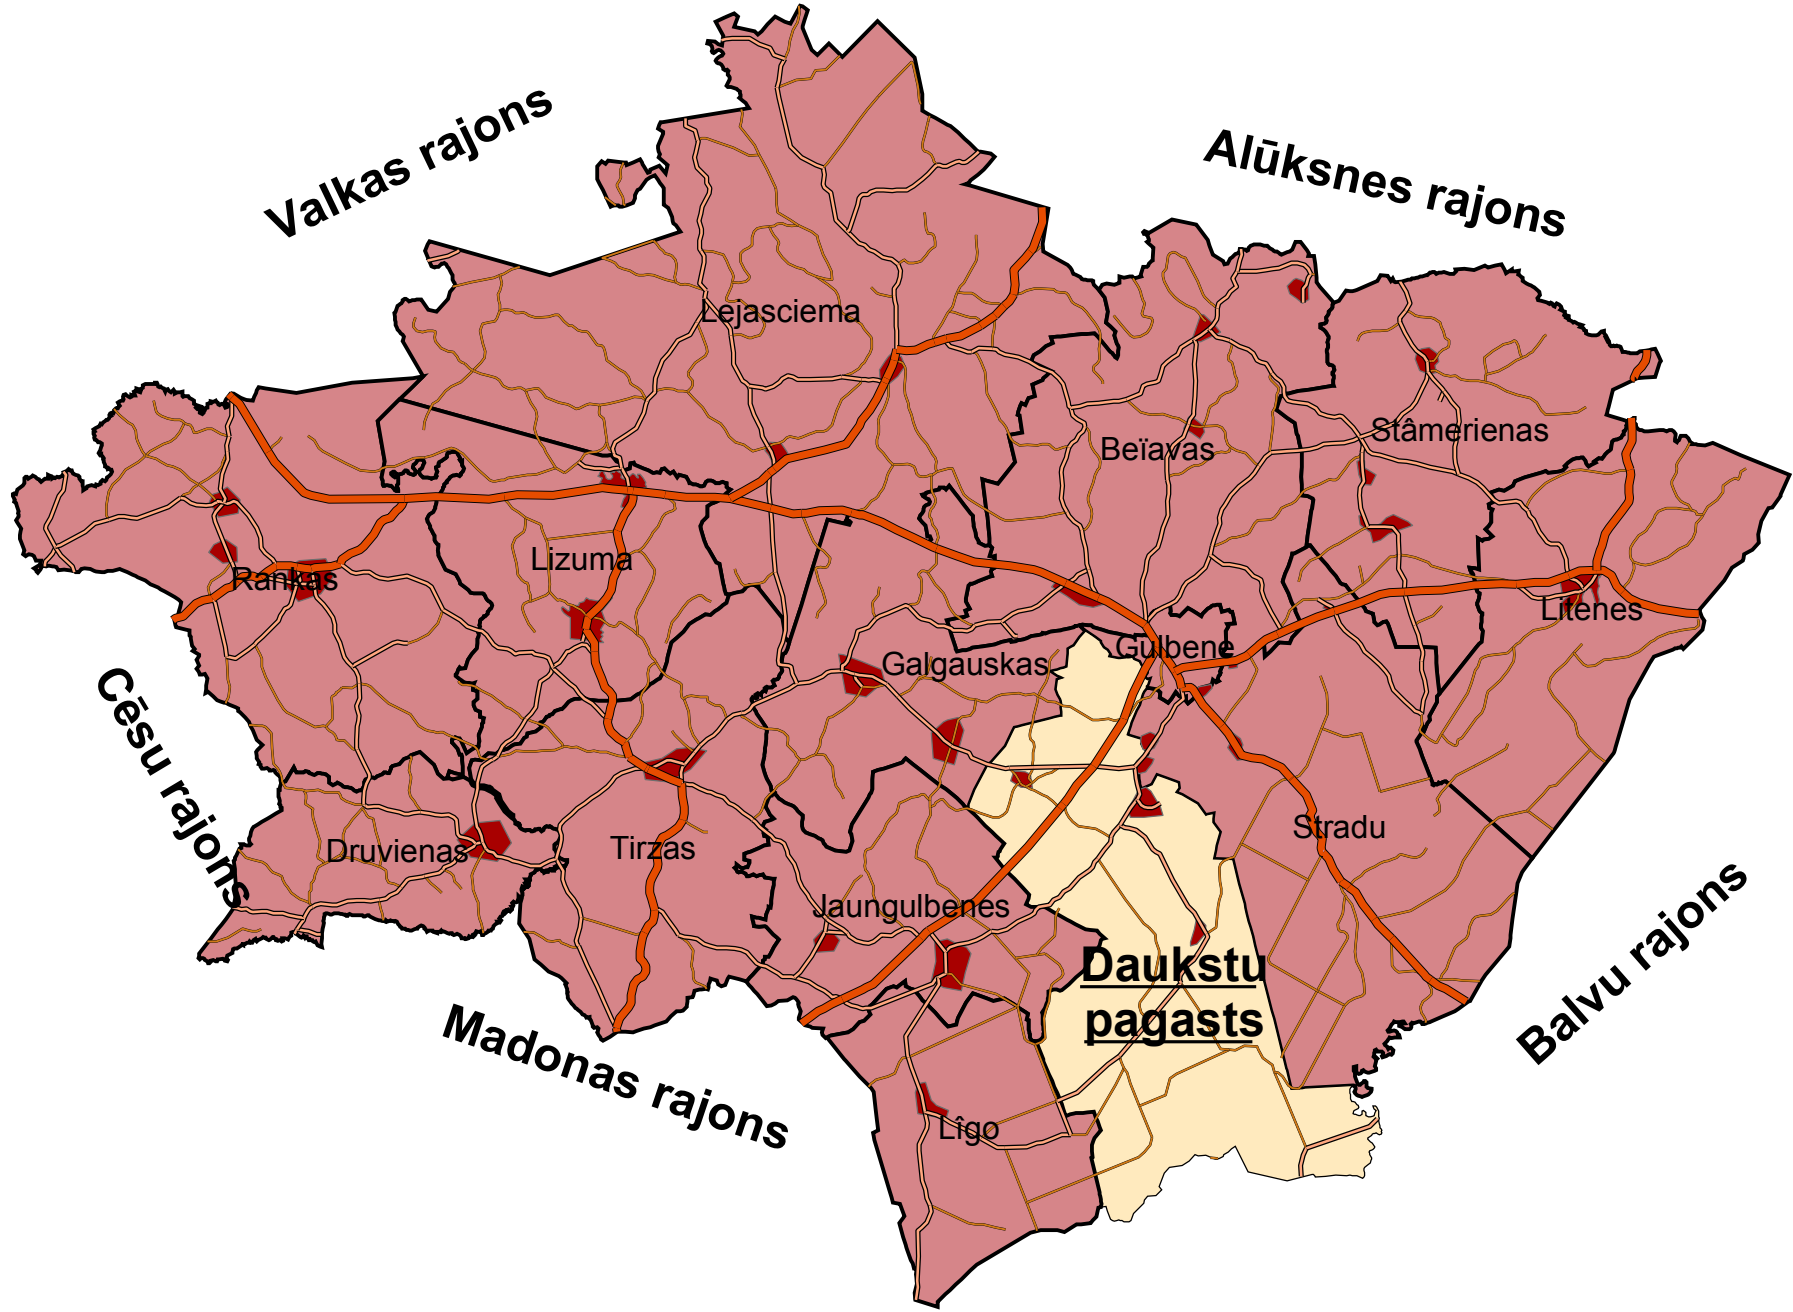 Valkas rajons
Alūksnes rajons
Lejasciema
Stâmerienas
Beïavas
Lizuma
Rankas
Litenes
Gulbene
Galgauskas
Cēsu rajons
Stradu
Druvienas
Tirzas
Jaungulbenes
Daukstu
pagasts
Balvu rajons
Madonas rajons
Lîgo